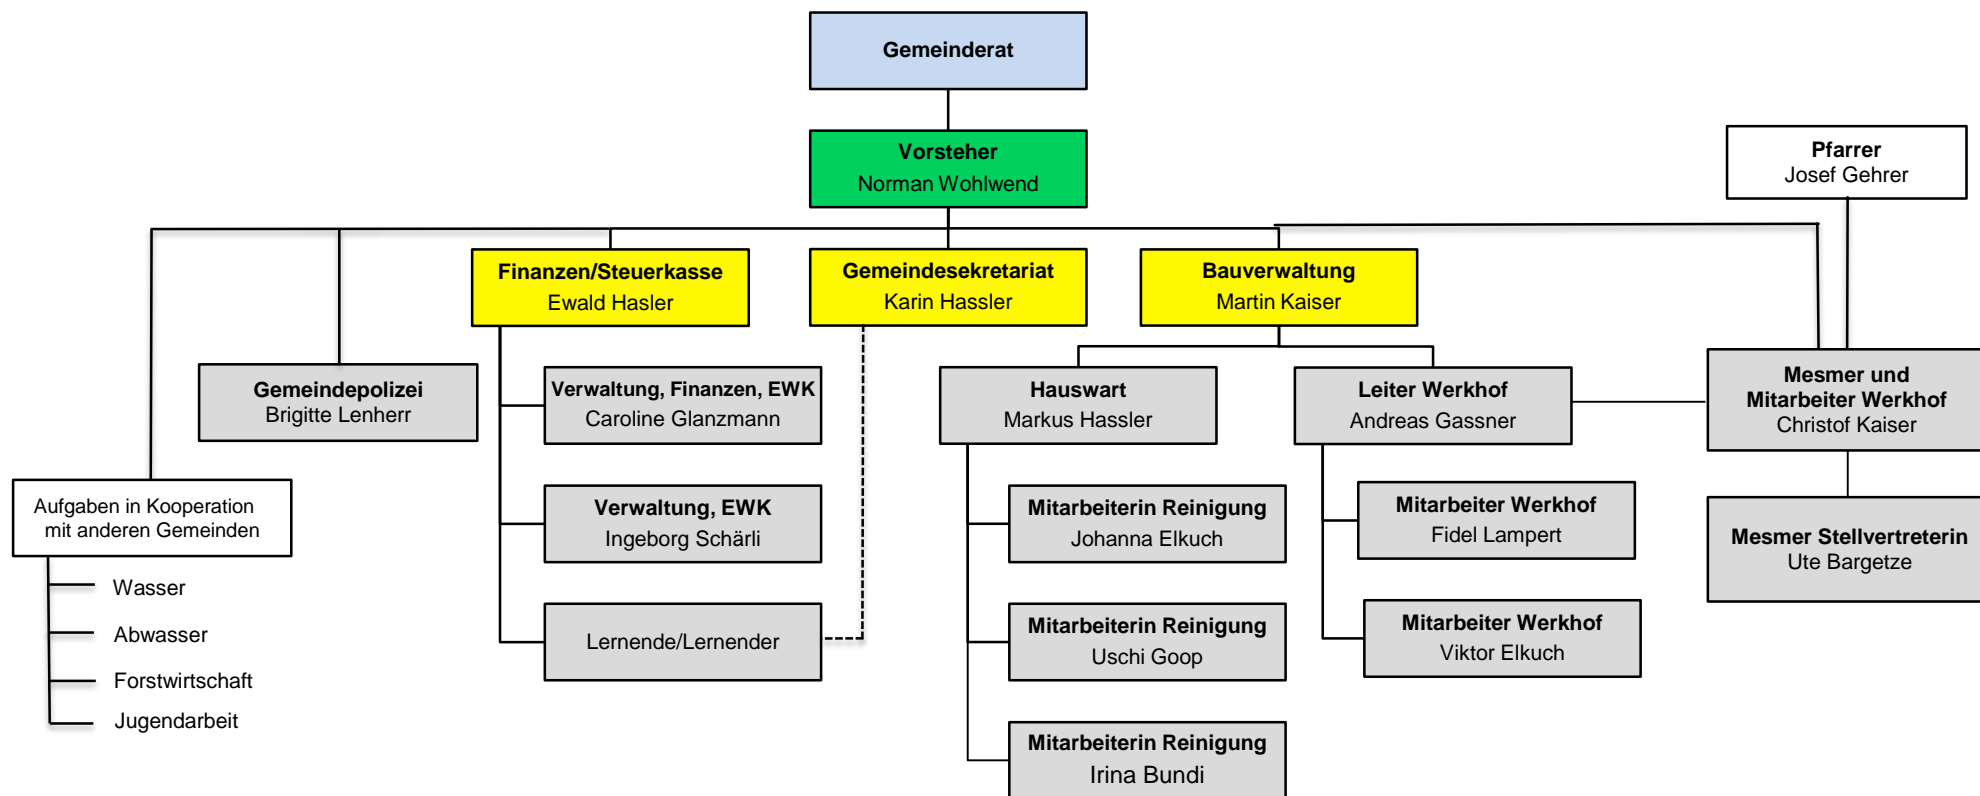 Gemeinderat
Vorsteher
Norman Wohlwend
Pfarrer
Josef Gehrer
Finanzen/Steuerkasse
Ewald Hasler
Gemeindesekretariat
Karin Hassler
Bauverwaltung
Martin Kaiser
Gemeindepolizei
Brigitte Lenherr
Verwaltung, Finanzen, EWK
Caroline Glanzmann
Hauswart
Markus Hassler
Leiter Werkhof
Andreas Gassner
Mesmer und
Mitarbeiter Werkhof
Christof Kaiser
Aufgaben in Kooperation
mit anderen Gemeinden
Verwaltung, EWK
Ingeborg Schärli
Mitarbeiterin Reinigung
Johanna Elkuch
Mitarbeiter Werkhof
Fidel Lampert
Mesmer Stellvertreterin
Ute Bargetze
Wasser
Abwasser
Forstwirtschaft
Jugendarbeit
Lernende/Lernender
Mitarbeiterin Reinigung
Uschi Goop
Mitarbeiter Werkhof
Viktor Elkuch
Mitarbeiterin Reinigung
Irina Bundi